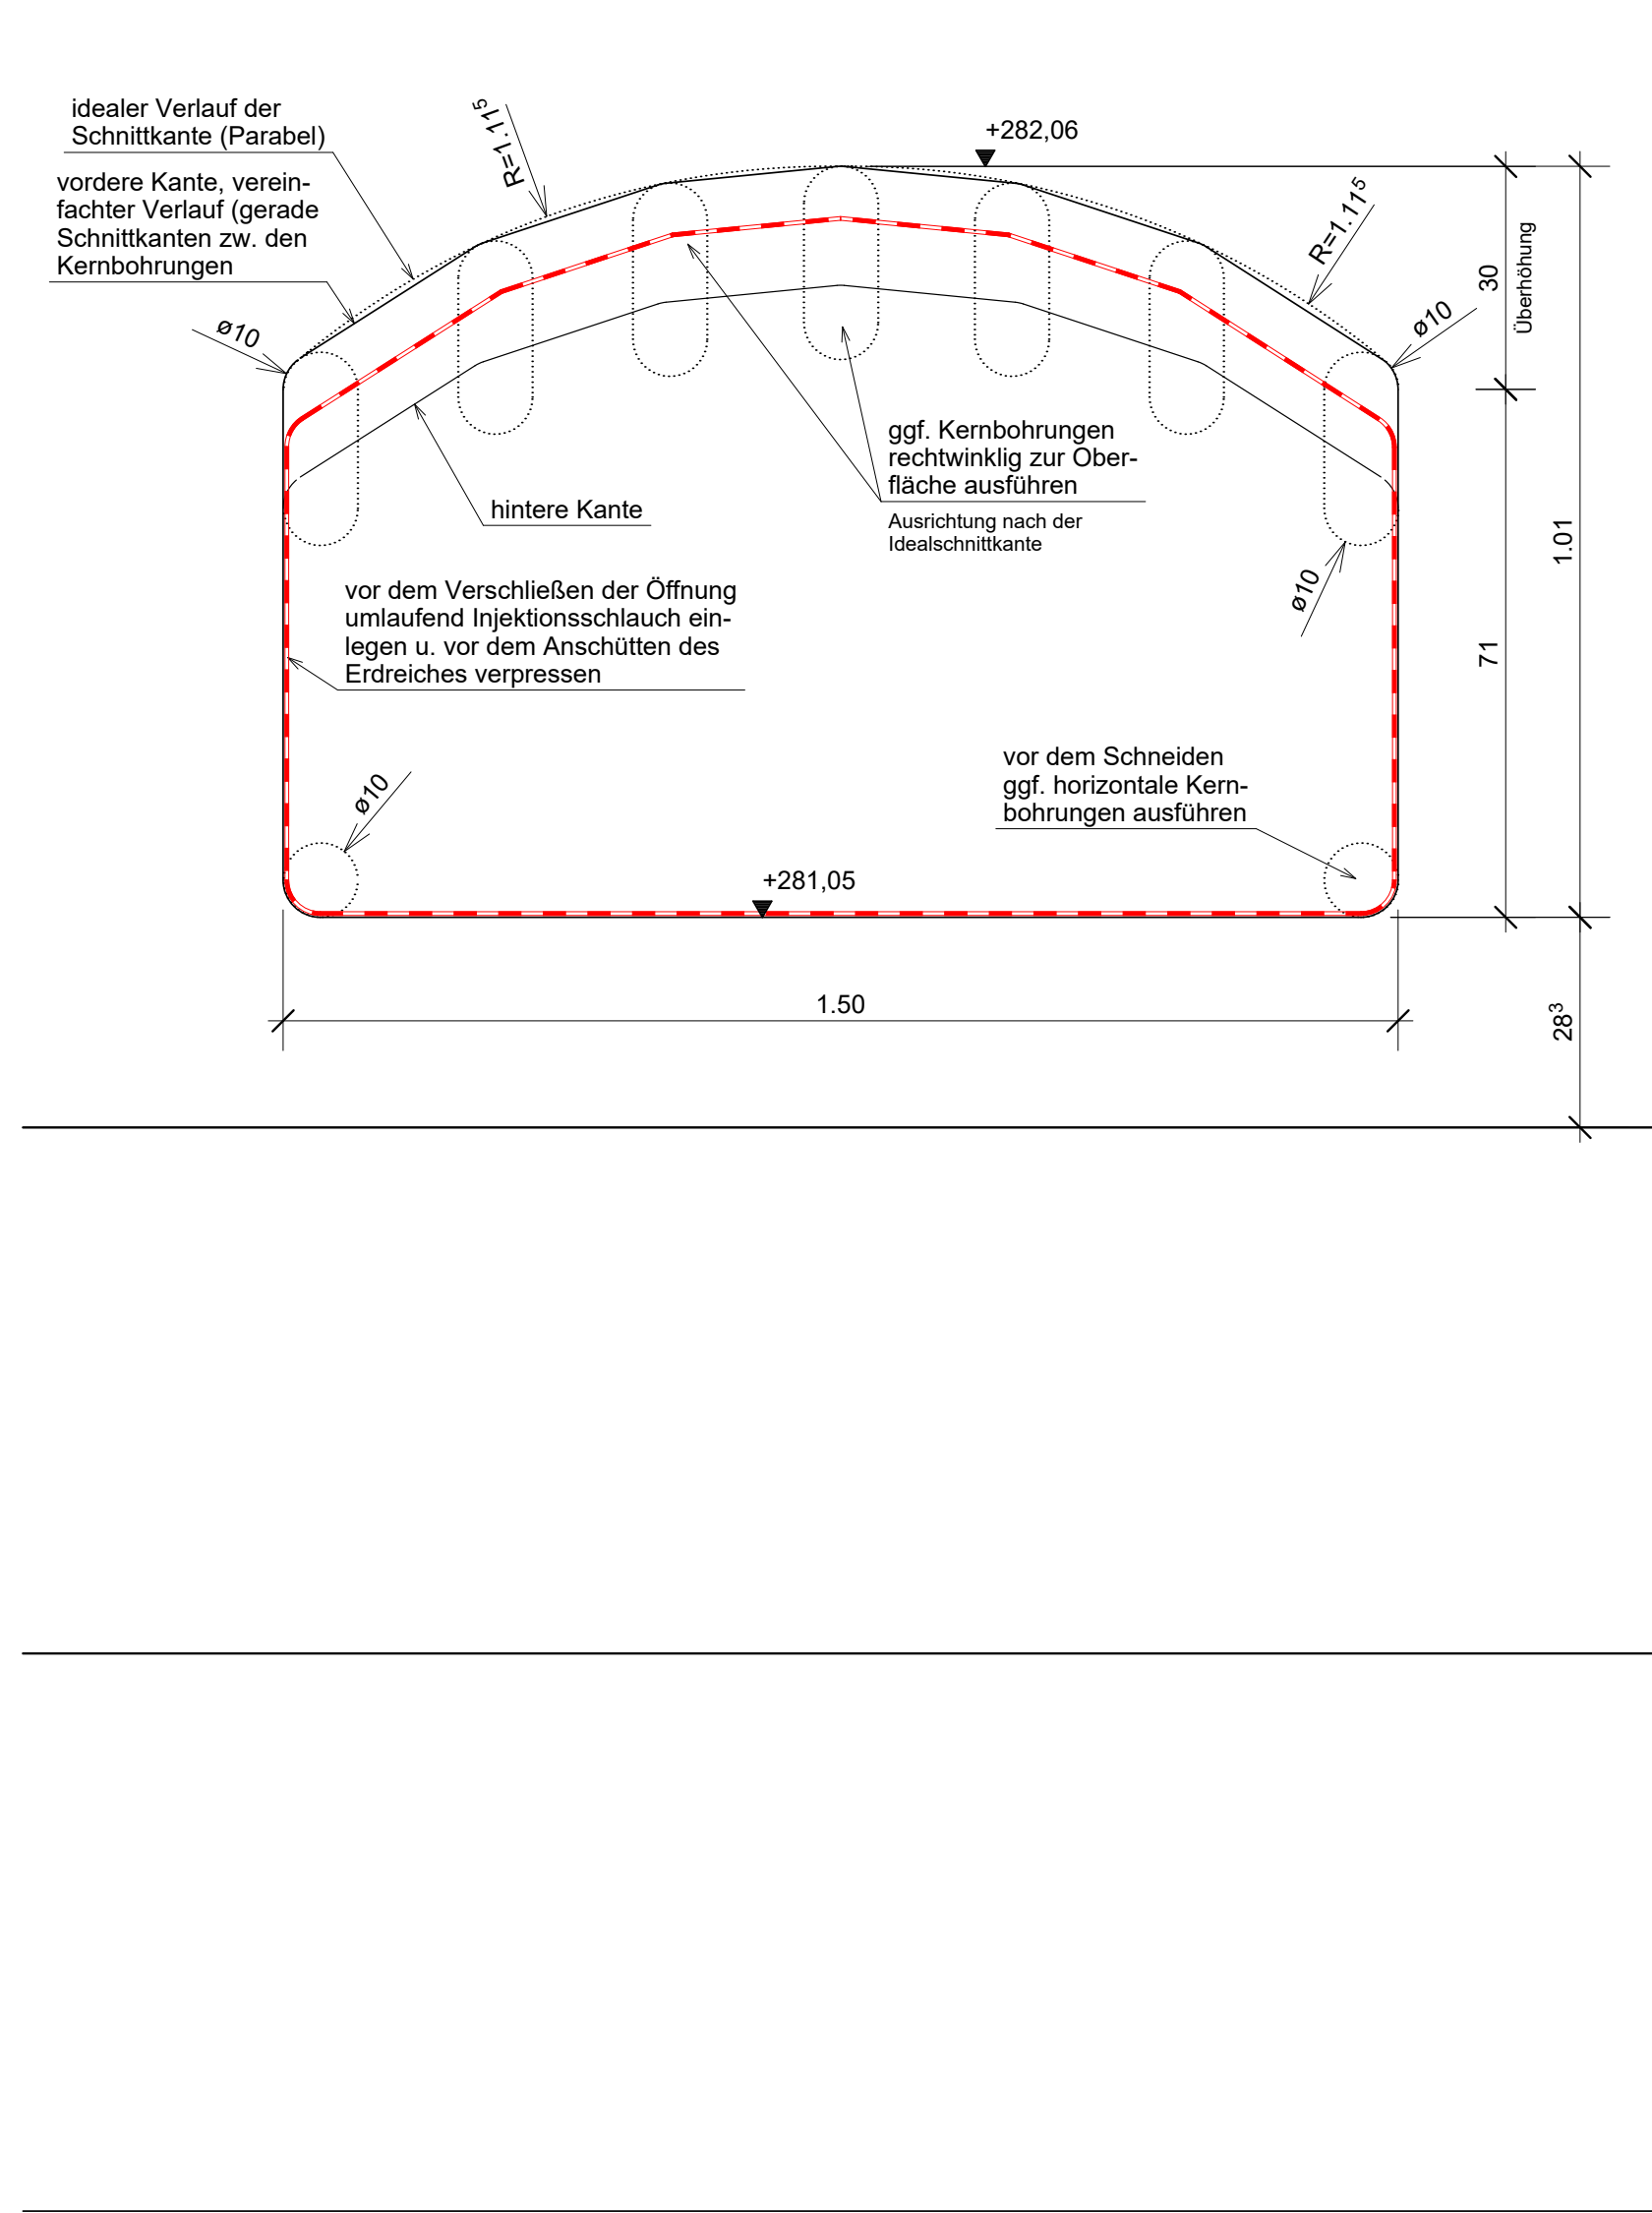 idealer Verlauf der
Schnittkante (Parabel)
vordere Kante, verein-
fachter Verlauf (gerade
Schnittkanten zw. den
Kernbohrungen
R=1.11⁵
+282,06
R=1.11⁵
30
Überhöhung
ø10
ø10
ggf. Kernbohrungen
rechtwinklig zur Ober-
fläche ausführen
Ausrichtung nach der
Idealschnittkante
hintere Kante
1.01
ø10
vor dem Verschließen der Öffnung
umlaufend Injektionsschlauch ein-
legen u. vor dem Anschütten des
Erdreiches verpressen
71
ø10
vor dem Schneiden
ggf. horizontale Kern-
bohrungen ausführen
+281,05
1.50
28³